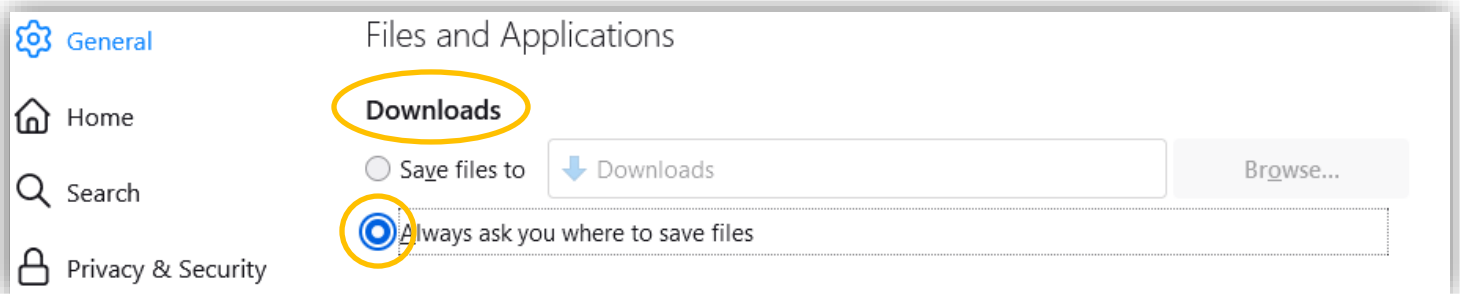 General
Files and Applications
Home
Downloads
Save files to
Downloads
Browse...
Search
Always ask you where to save files
Privacy & Security